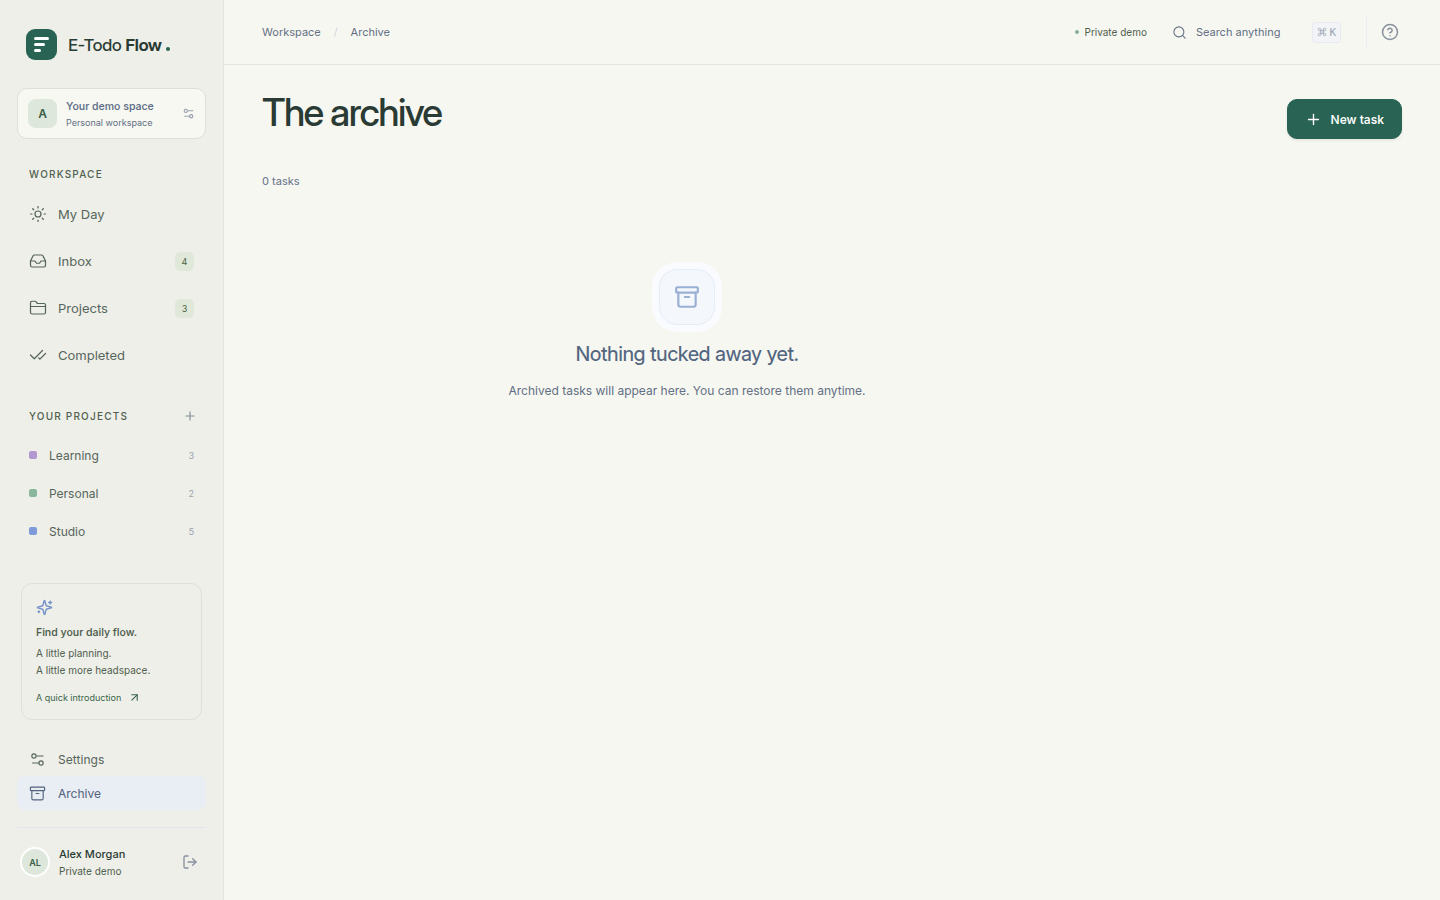 E-Todo Flow.
A
Your demo space
Personal workspace
WORKSPACE
My Day
Inbox 4
Projects 3
Completed
YOUR PROJECTS
Learning 3
Personal 2
Studio 5
Find your daily flow.
A little planning.
A little more headspace.
A quick introduction
Settings
Archive
AL
Alex Morgan
Private demo
Workspace / Archive
Private demo
Search anything
⌘ K
The archive
New task
0 tasks
Nothing tucked away yet.
Archived tasks will appear here. You can restore them anytime.